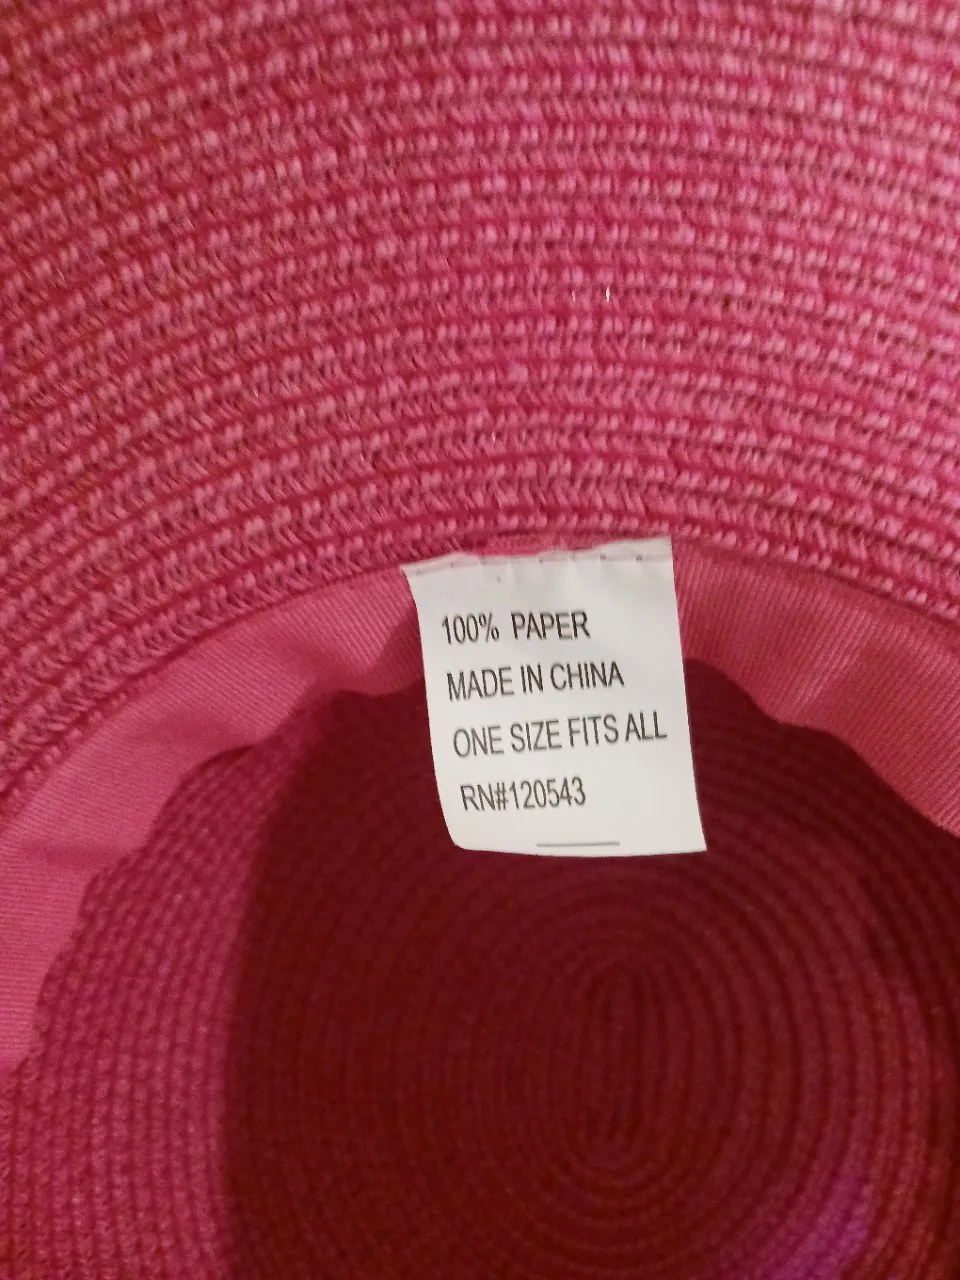 100% PAPER
MADE IN CHINA
ONE SIZE FITS ALL
RN#120543